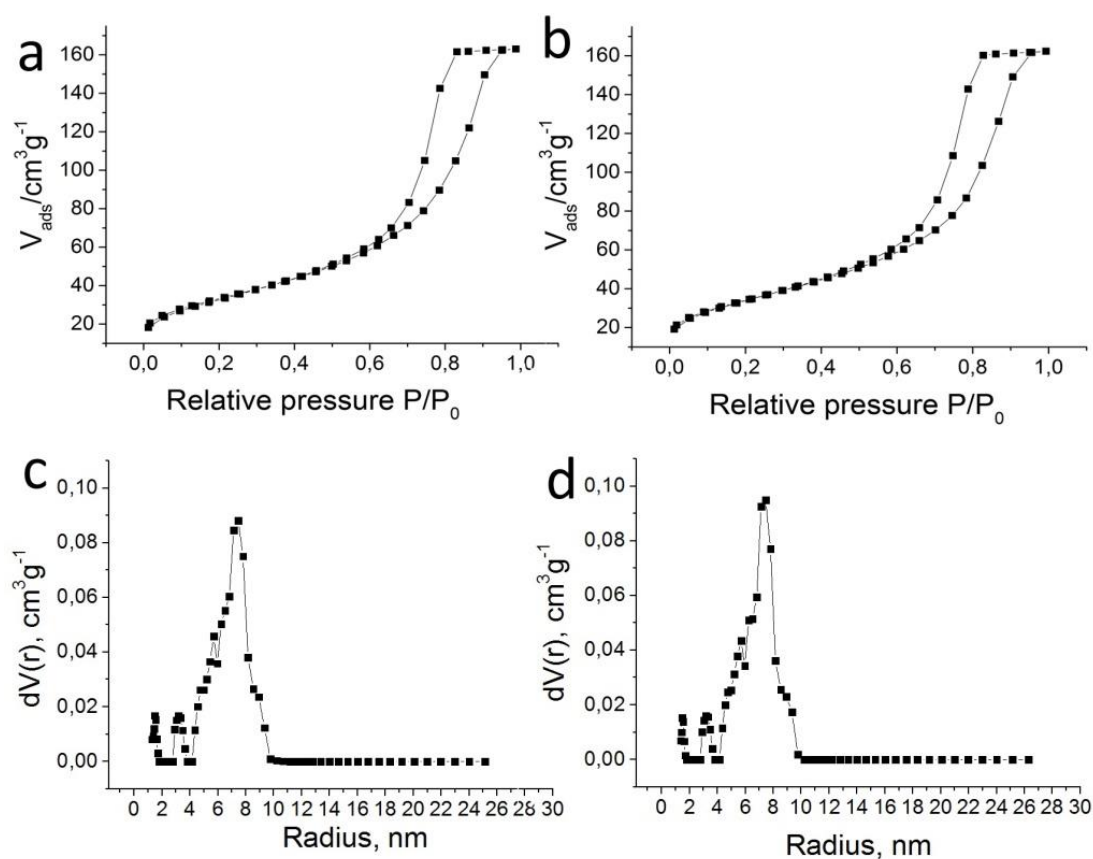 a
160
140
120
100
80
60
40
20
V_ads/cm³g⁻¹
0,0 0,2 0,4 0,6 0,8 1,0
Relative pressure P/P₀
b
160
140
120
100
80
60
40
20
V_ads/cm³g⁻¹
0,0 0,2 0,4 0,6 0,8 1,0
Relative pressure P/P₀
c
0,10
0,08
0,06
0,04
0,02
0,00
dV(r), cm³g⁻¹
0 2 4 6 8 10 12 14 16 18 20 22 24 26 28 30
Radius, nm
d
0,10
0,08
0,06
0,04
0,02
0,00
dV(r), cm³g⁻¹
0 2 4 6 8 10 12 14 16 18 20 22 24 26 28 30
Radius, nm